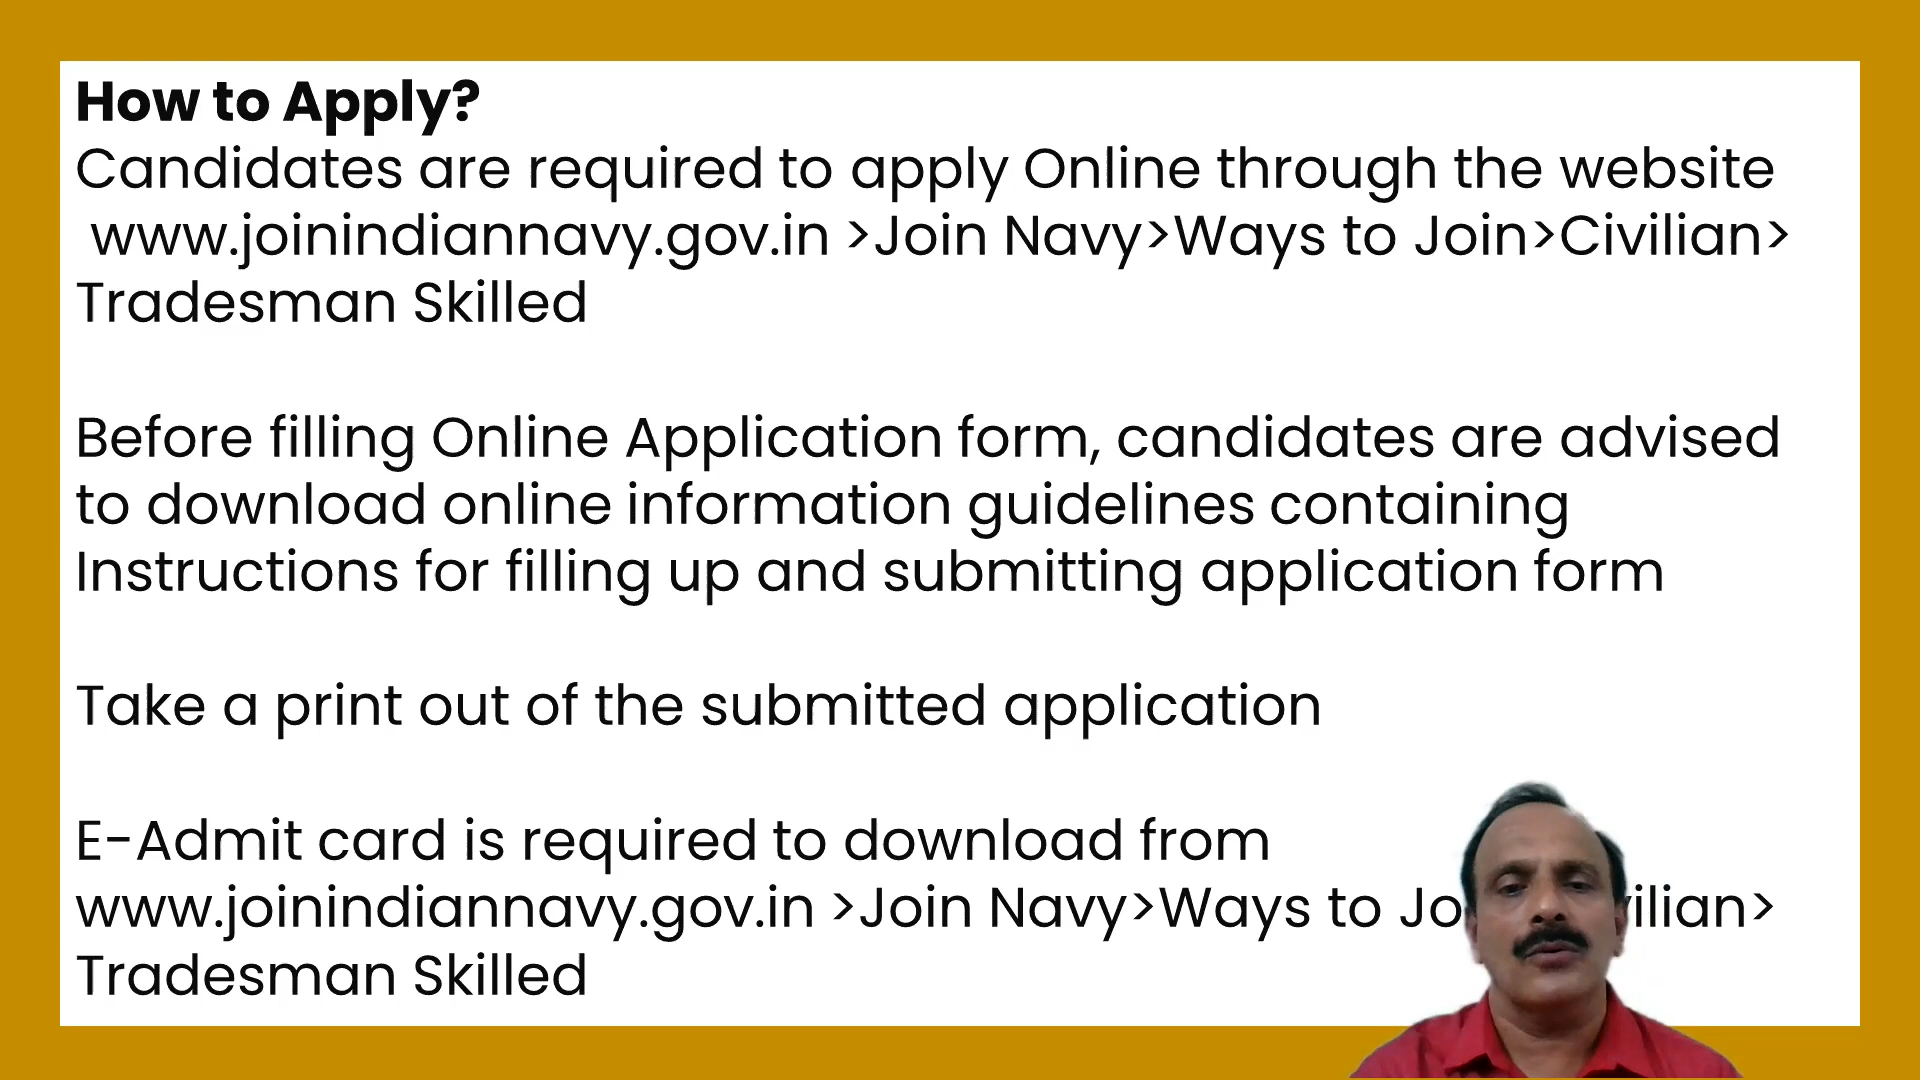 How to Apply?
Candidates are required to apply Online through the website
www.joinindiannavy.gov.in >Join Navy>Ways to Join>Civilian>
Tradesman Skilled
Before filling Online Application form, candidates are advised
to download online information guidelines containing
Instructions for filling up and submitting application form
Take a print out of the submitted application
E-Admit card is required to download from
www.joinindiannavy.gov.in >Join Navy>Ways to
Tradesman Skilled